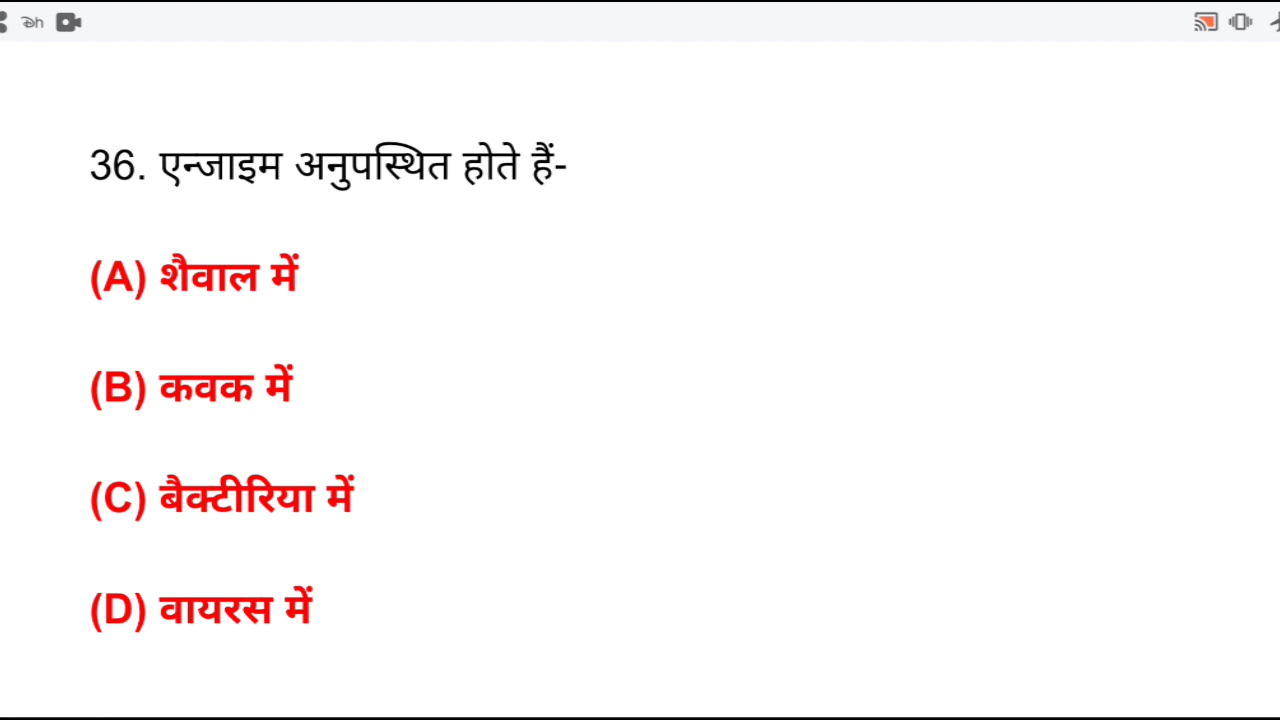 36. एन्जाइम अनुपस्थित होते हैं-
(A) शैवाल में
(B) कवक में
(C) बैक्टीरिया में
(D) वायरस में